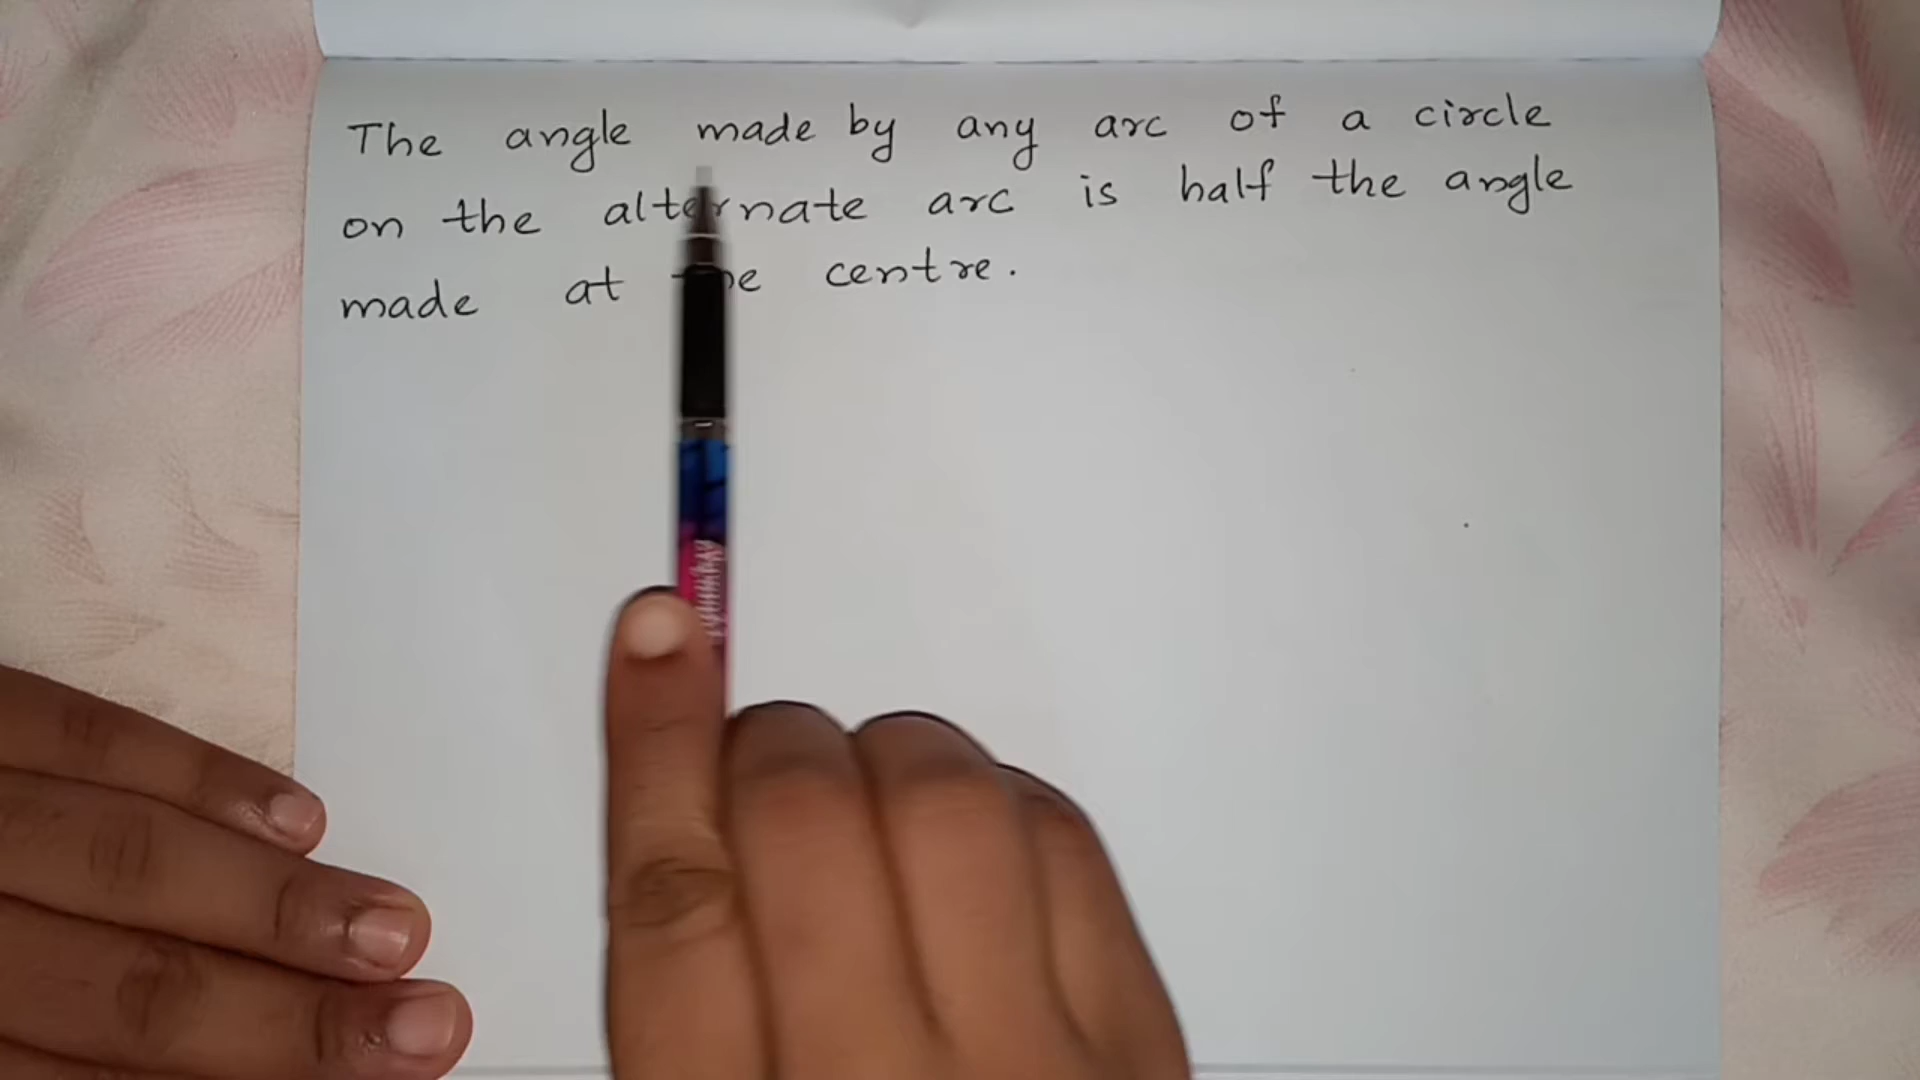 The angle made by any arc of a circle
on the alternate arc is half the angle
made at the centre.